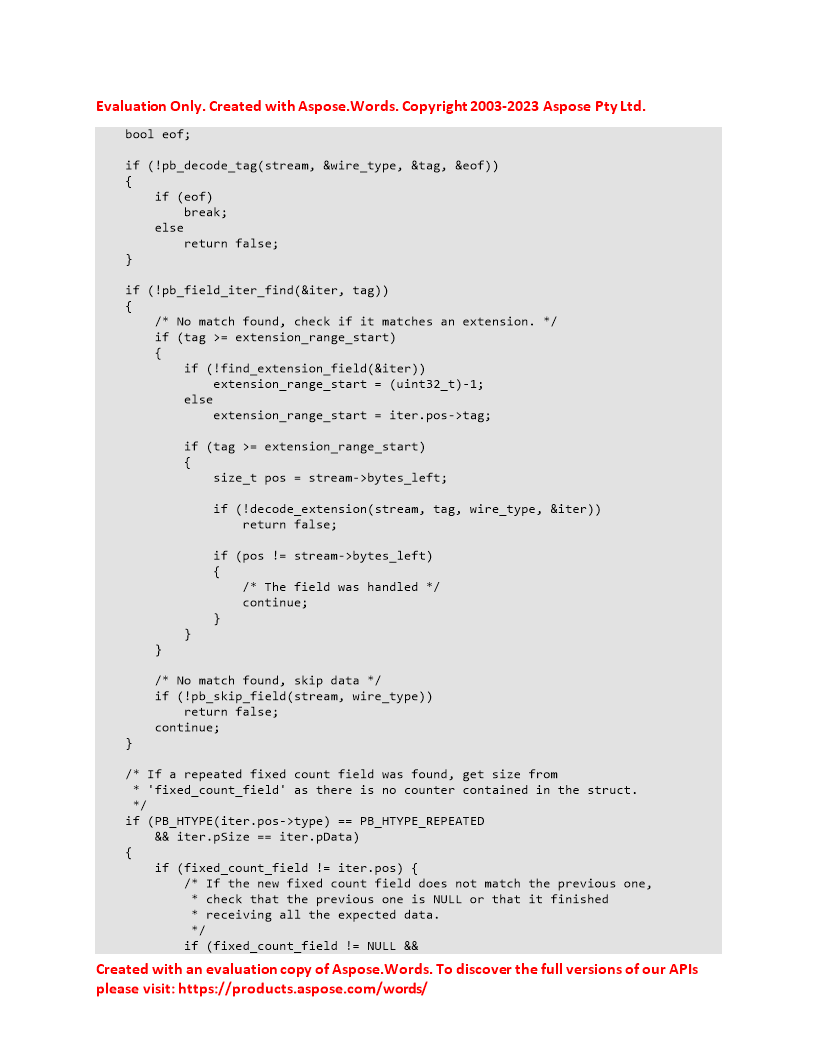 Evaluation Only. Created with Aspose.Words. Copyright 2003-2023 Aspose Pty Ltd.
    bool eof;

    if (!pb_decode_tag(stream, &wire_type, &tag, &eof))
    {
        if (eof)
            break;
        else
            return false;
    }

    if (!pb_field_iter_find(&iter, tag))
    {
        /* No match found, check if it matches an extension. */
        if (tag >= extension_range_start)
        {
            if (!find_extension_field(&iter))
                extension_range_start = (uint32_t)-1;
            else
                extension_range_start = iter.pos->tag;

            if (tag >= extension_range_start)
            {
                size_t pos = stream->bytes_left;

                if (!decode_extension(stream, tag, wire_type, &iter))
                    return false;

                if (pos != stream->bytes_left)
                {
                    /* The field was handled */
                    continue;
                }
            }
        }

        /* No match found, skip data */
        if (!pb_skip_field(stream, wire_type))
            return false;
        continue;
    }

    /* If a repeated fixed count field was found, get size from
     * 'fixed_count_field' as there is no counter contained in the struct.
     */
    if (PB_HTYPE(iter.pos->type) == PB_HTYPE_REPEATED
        && iter.pSize == iter.pData)
    {
        if (fixed_count_field != iter.pos) {
            /* If the new fixed count field does not match the previous one,
             * check that the previous one is NULL or that it finished
             * receiving all the expected data.
             */
            if (fixed_count_field != NULL &&
Created with an evaluation copy of Aspose.Words. To discover the full versions of our APIs
please visit: https://products.aspose.com/words/